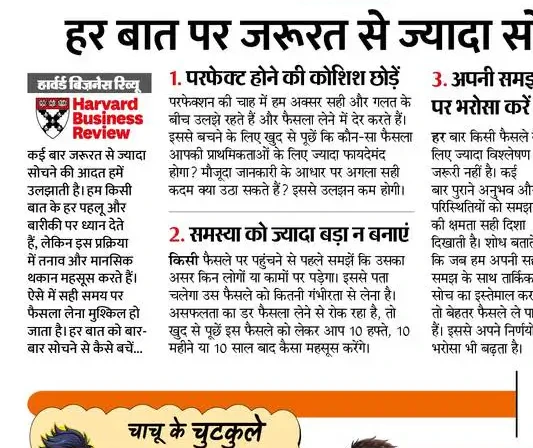 हर बात पर जरूरत से ज्यादा
हार्वर्ड बिज़नेस रिव्यू
Harvard
Business
Review
कई बार जरूरत से ज्यादा
सोचने की आदत हमें
उलझाती है। हम किसी
बात के हर पहलू और
बारीकी पर ध्यान देते
हैं, लेकिन इस प्रक्रिया
में तनाव और मानसिक
थकान महसूस करते हैं।
ऐसे में सही समय पर
फैसला लेना मुश्किल हो
जाता है। हर बात को बार-
बार सोचने से कैसे बचें...
1. परफेक्ट होने की कोशिश छोड़ें
परफेक्शन की चाह में हम अक्सर सही और गलत के
बीच उलझे रहते हैं और फैसला लेने में देर करते हैं।
इससे बचने के लिए खुद से पूछें कि कौन-सा फैसला
आपकी प्राथमिकताओं के लिए ज्यादा फायदेमंद
होगा? मौजूदा जानकारी के आधार पर अगला सही
कदम क्या उठा सकते हैं? इससे उलझन कम होगी।
2. समस्या को ज्यादा बड़ा न बनाएं
किसी फैसले पर पहुंचने से पहले समझें कि उसका
असर किन लोगों या कामों पर पड़ेगा। इससे पता
चलेगा उस फैसले को कितनी गंभीरता से लेना है।
असफलता का डर फैसला लेने से रोक रहा है, तो
खुद से पूछें इस फैसले को लेकर आप 10 हफ्ते, 10
महीने या 10 साल बाद कैसा महसूस करेंगे।
3. अपनी
पर भरोसा करें
हर बार किसी फैसले
लिए ज्यादा विश्लेषण
जरूरी नहीं है। कई
बार पुराने अनुभव
परिस्थितियों को
की क्षमता सही दिशा
दिखाती है। शोध
कि जब हम अपनी
समझ के साथ
सोच का इस्तेमाल
तो बेहतर फैसले ले
हैं। इससे अपने
भरोसा भी बढ़ता है।
चाचू के चुटकुले